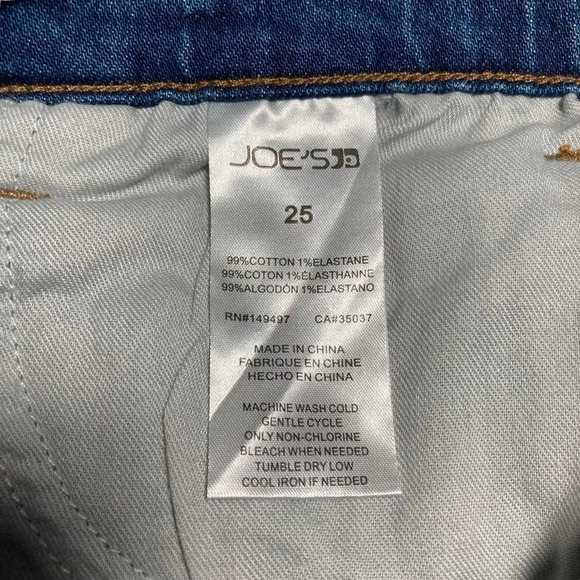 JOE'S
25
99%COTTON 1%ELASTANE
99%COTON 1%ÉLASTHANNE
99%ALGODÓN 1%ELASTANO
RN#149497 CA#35037
MADE IN CHINA
FABRIQUE EN CHINE
HECHO EN CHINA
MACHINE WASH COLD
GENTLE CYCLE
ONLY NON-CHLORINE
BLEACH WHEN NEEDED
TUMBLE DRY LOW
COOL IRON IF NEEDED